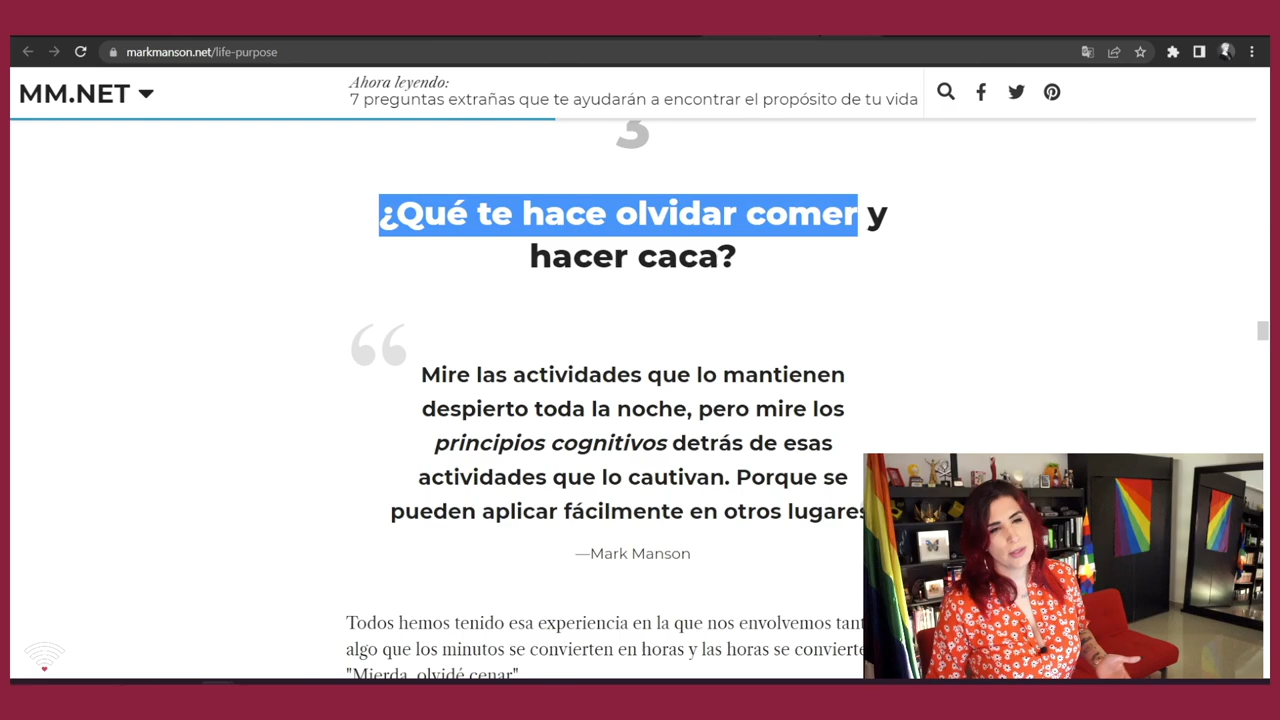 markmanson.net/life-purpose
MM.NET
Ahora leyendo:
7 preguntas extrañas que te ayudarán a encontrar el propósito de tu vida
3
¿Qué te hace olvidar comer y
hacer caca?
“
Mire las actividades que lo mantienen
despierto toda la noche, pero mire los
principios cognitivos detrás de esas
actividades que lo cautivan. Porque se
pueden aplicar fácilmente en otros lugares
—Mark Manson
Todos hemos tenido esa experiencia en la que nos envolvemos tant
algo que los minutos se convierten en horas y las horas se convierte
"Mierda, olvidé cenar".